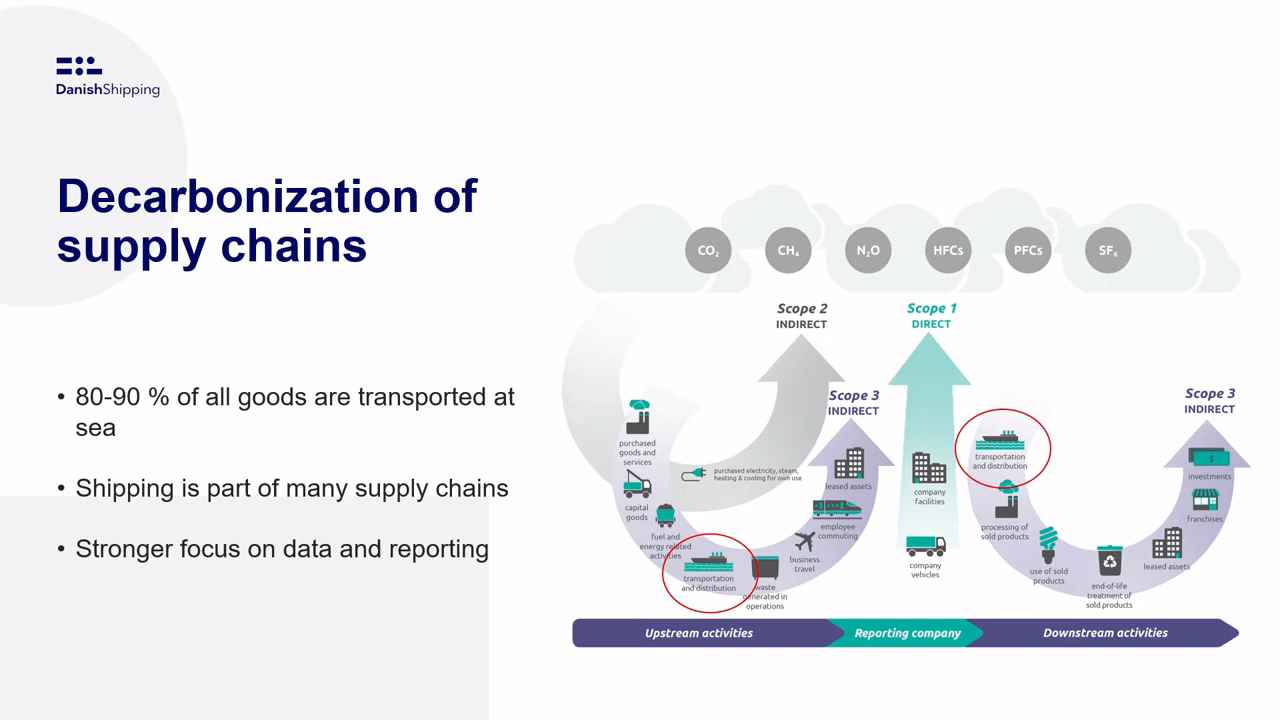 DanishShipping
Decarbonization of
supply chains
• 80-90 % of all goods are transported at
sea
• Shipping is part of many supply chains
• Stronger focus on data and reporting
CO₂
CH₄
N₂O
HFCs
PFCs
SF₆
Scope 2
INDIRECT
Scope 1
DIRECT
Scope 3
INDIRECT
Scope 3
INDIRECT
purchased
goods and
services
capital
goods
fuel and
energy related
activities
transportation
and distribution
waste
generated in
operations
business
travel
employee
commuting
leased assets
purchased electricity, steam,
heating & cooling for own use
company
facilities
company
vehicles
transportation
and distribution
processing of
sold products
use of sold
products
end-of-life
treatment of
sold products
leased assets
franchises
investments
$
Upstream activities
Reporting company
Downstream activities